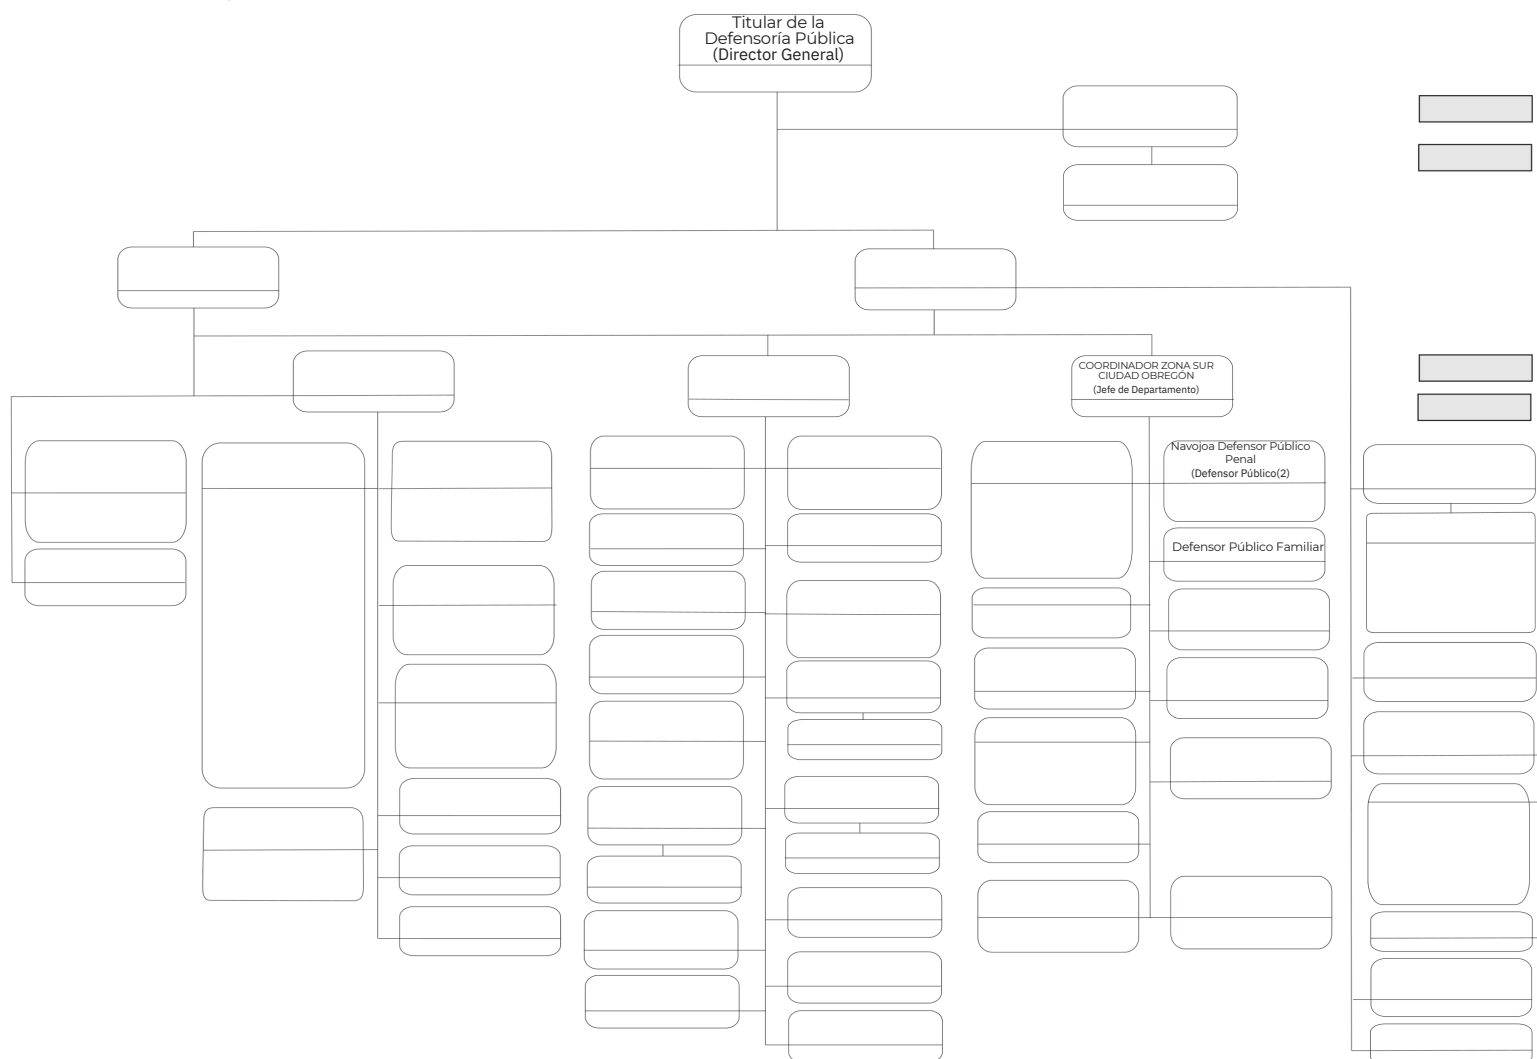 Titular de la
Defensoría Pública
(Director General)
COORDINADOR ZONA SUR
CIUDAD OBREGÓN
(Jefe de Departamento)
Navojoa Defensor Público
Penal
(Defensor Público(2)
Defensor Público Familiar